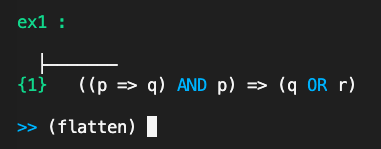 ex1 :
|-------
{1}   ((p => q) AND p) => (q OR r)
>> (flatten)